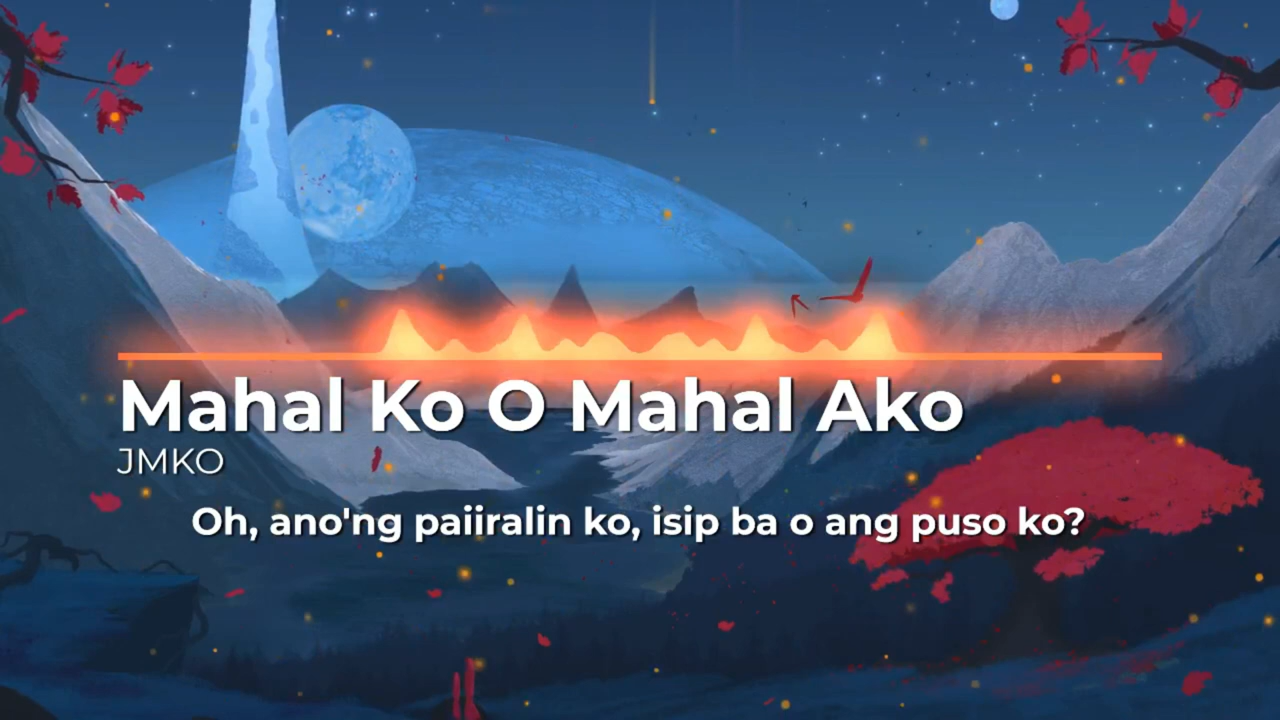 Mahal Ko O Mahal Ako
JMKO
Oh, ano'ng paiiralin ko, isip ba o ang puso ko?